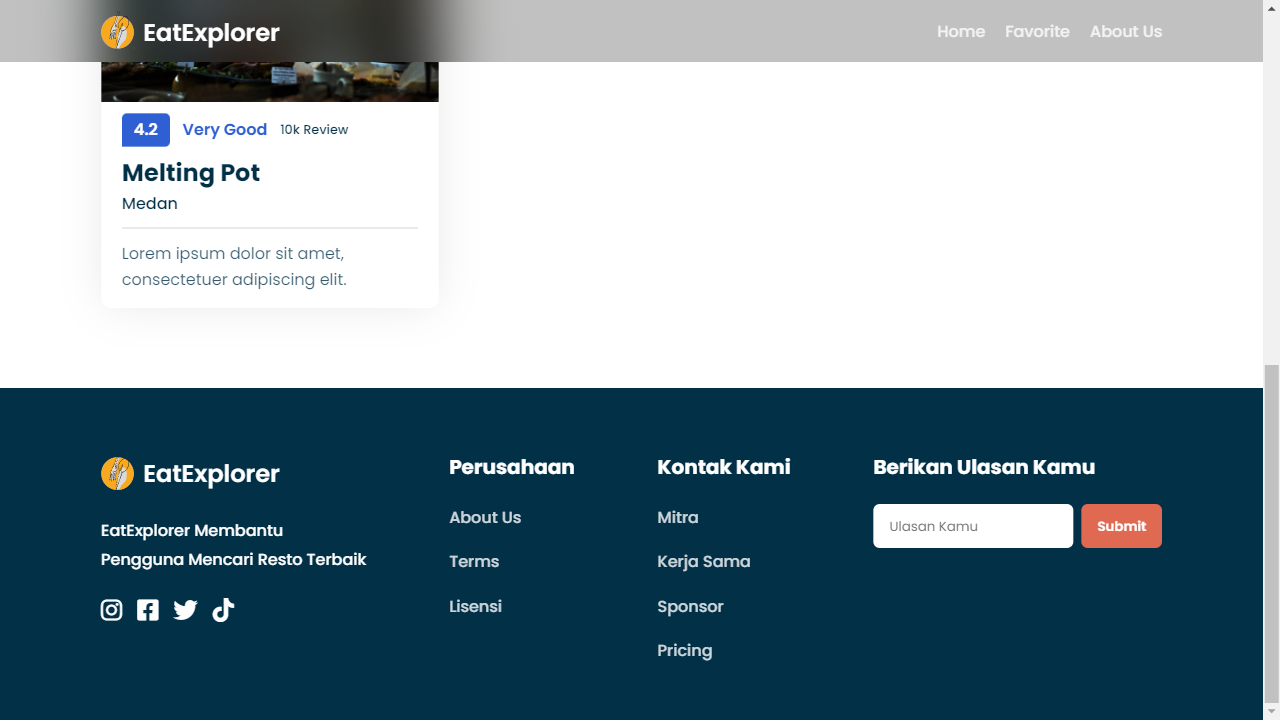 EatExplorer
Home Favorite About Us
4.2 Very Good 10k Review
Melting Pot
Medan
Lorem ipsum dolor sit amet,
consectetuer adipiscing elit.
EatExplorer
EatExplorer Membantu
Pengguna Mencari Resto Terbaik
Perusahaan
About Us
Terms
Lisensi
Kontak Kami
Mitra
Kerja Sama
Sponsor
Pricing
Berikan Ulasan Kamu
Ulasan Kamu
Submit